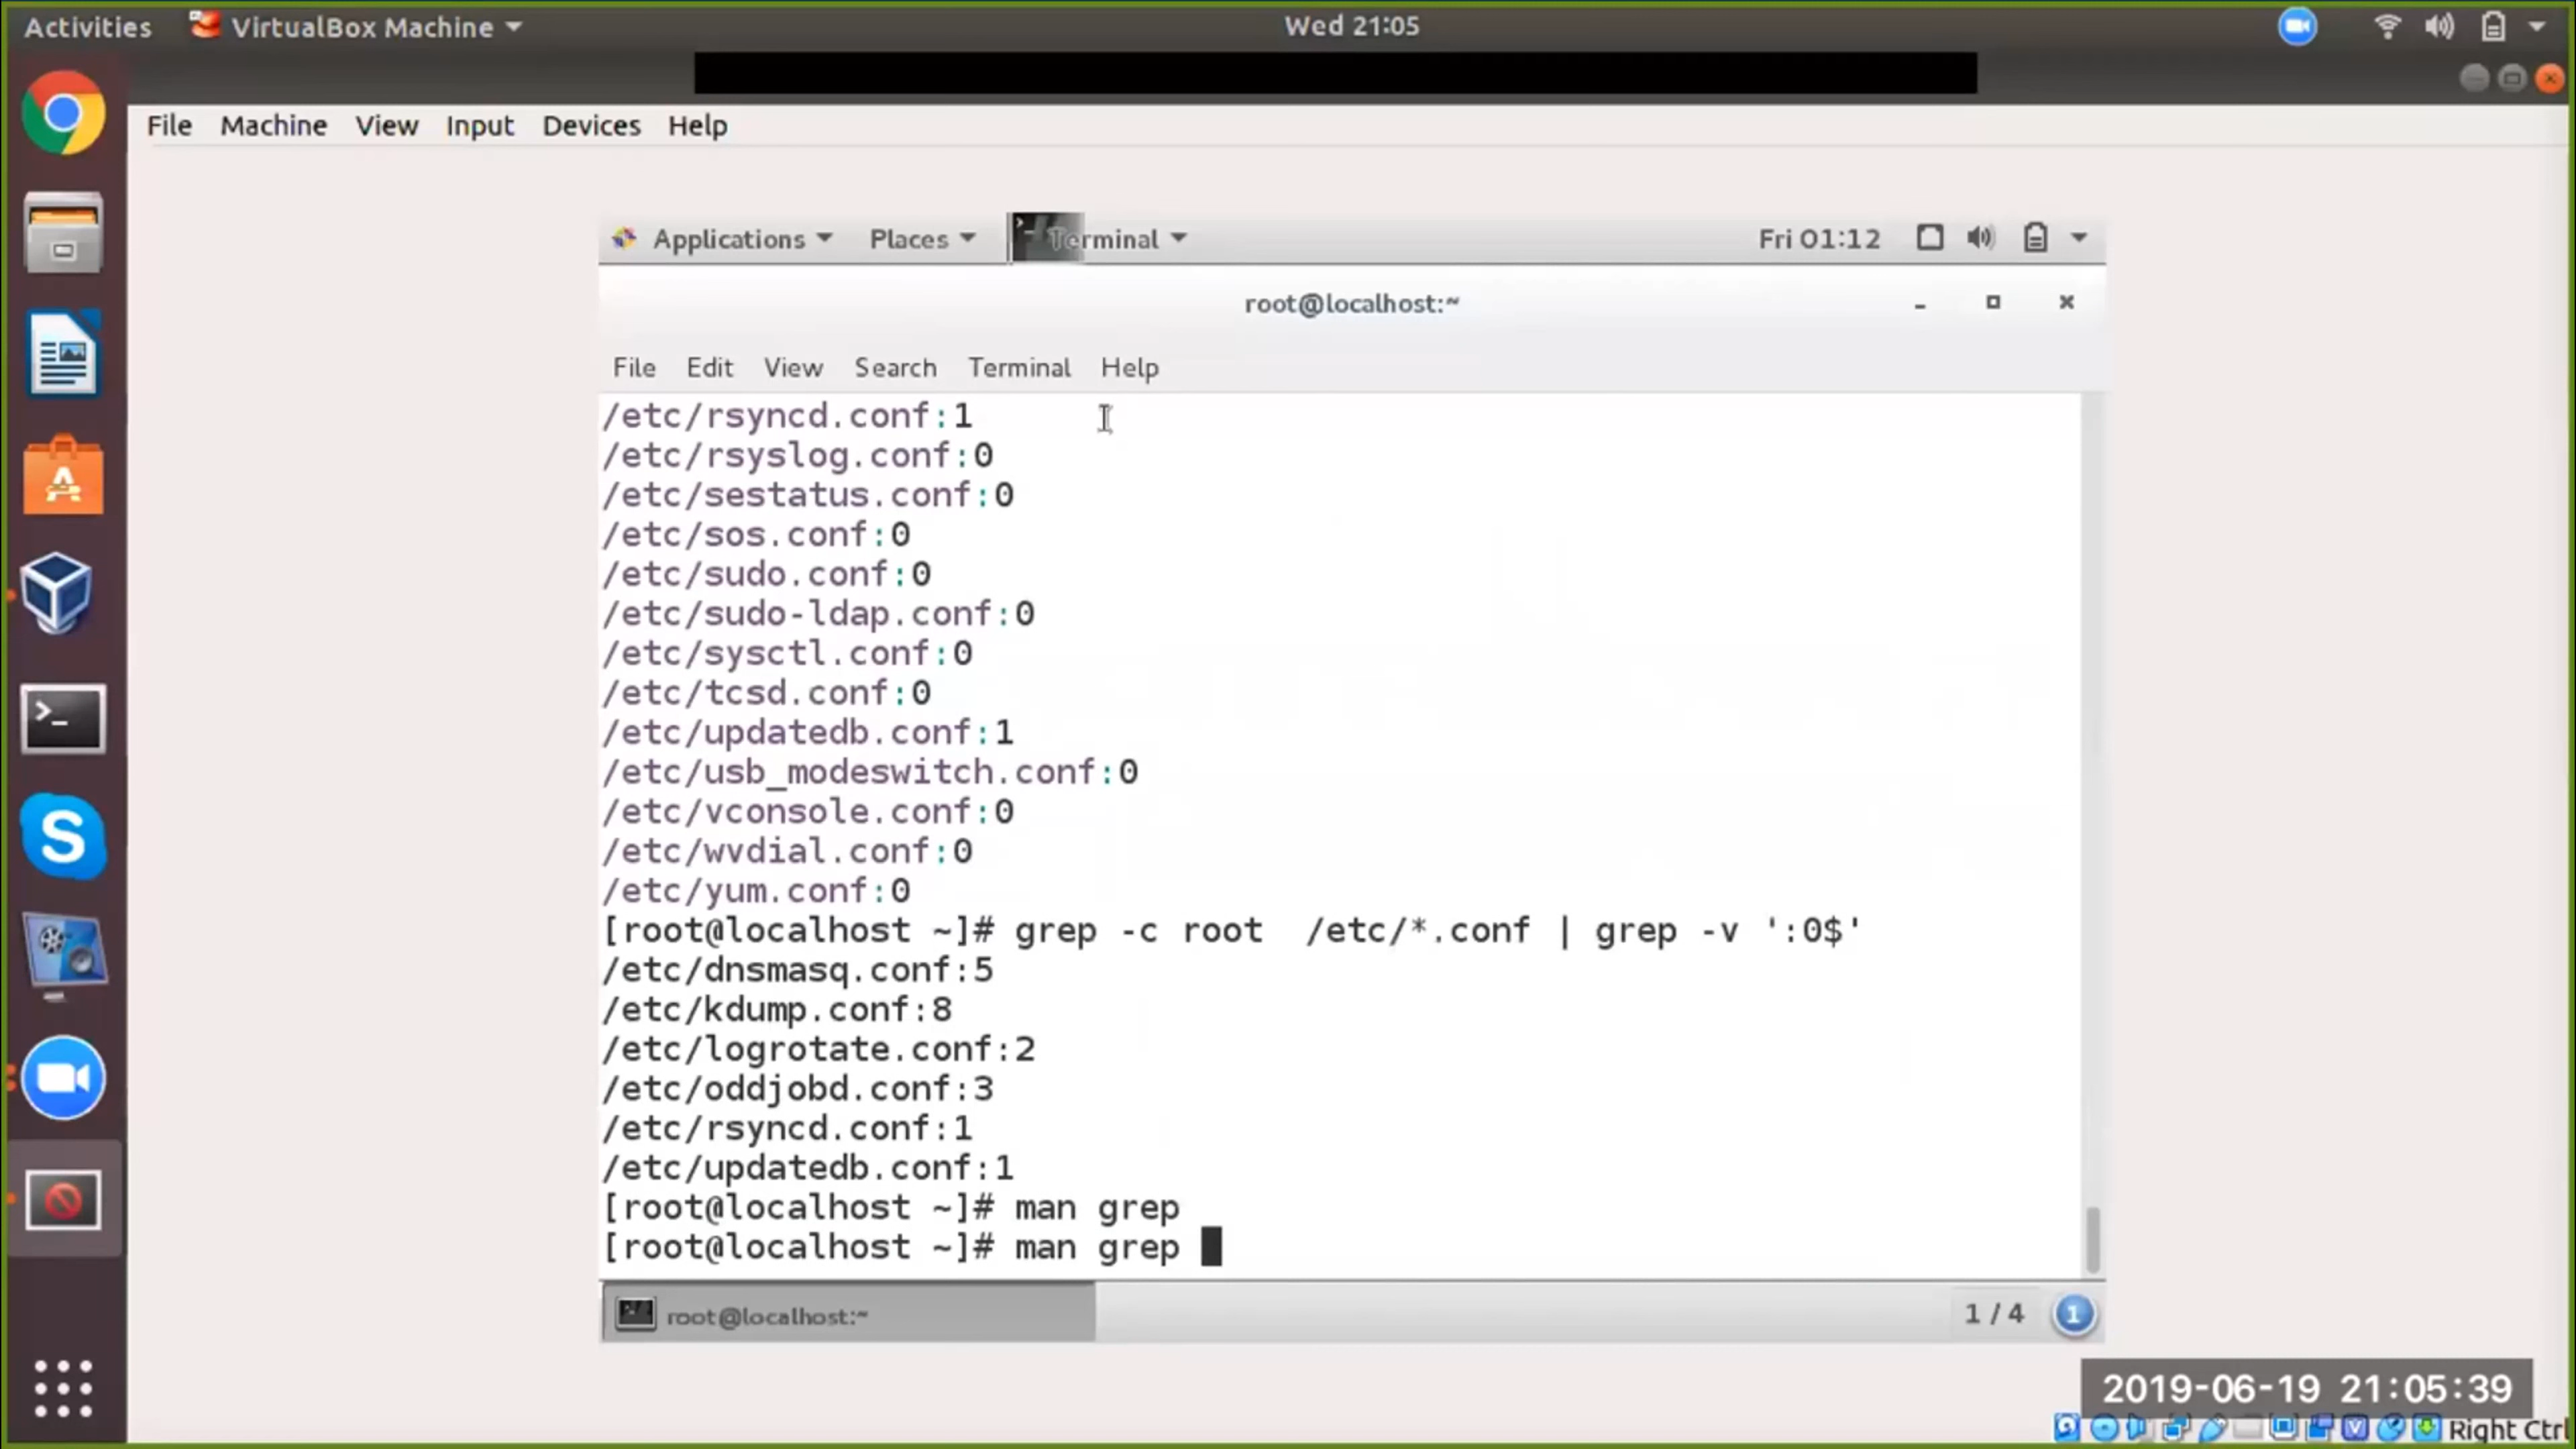 Activities VirtualBox Machine Wed 21:05
File Machine View Input Devices Help
Applications Places Terminal Fri 01:12
root@localhost:~
File Edit View Search Terminal Help
/etc/rsyncd.conf:1
/etc/rsyslog.conf:0
/etc/sestatus.conf:0
/etc/sos.conf:0
/etc/sudo.conf:0
/etc/sudo-ldap.conf:0
/etc/sysctl.conf:0
/etc/tcsd.conf:0
/etc/updatedb.conf:1
/etc/usb_modeswitch.conf:0
/etc/vconsole.conf:0
/etc/wvdial.conf:0
/etc/yum.conf:0
[root@localhost ~]# grep -c root  /etc/*.conf | grep -v ':0$'
/etc/dnsmasq.conf:5
/etc/kdump.conf:8
/etc/logrotate.conf:2
/etc/oddjobd.conf:3
/etc/rsyncd.conf:1
/etc/updatedb.conf:1
[root@localhost ~]# man grep
[root@localhost ~]# man grep
root@localhost:~ 1 / 4 1
2019-06-19 21:05:39
Right Ctrl